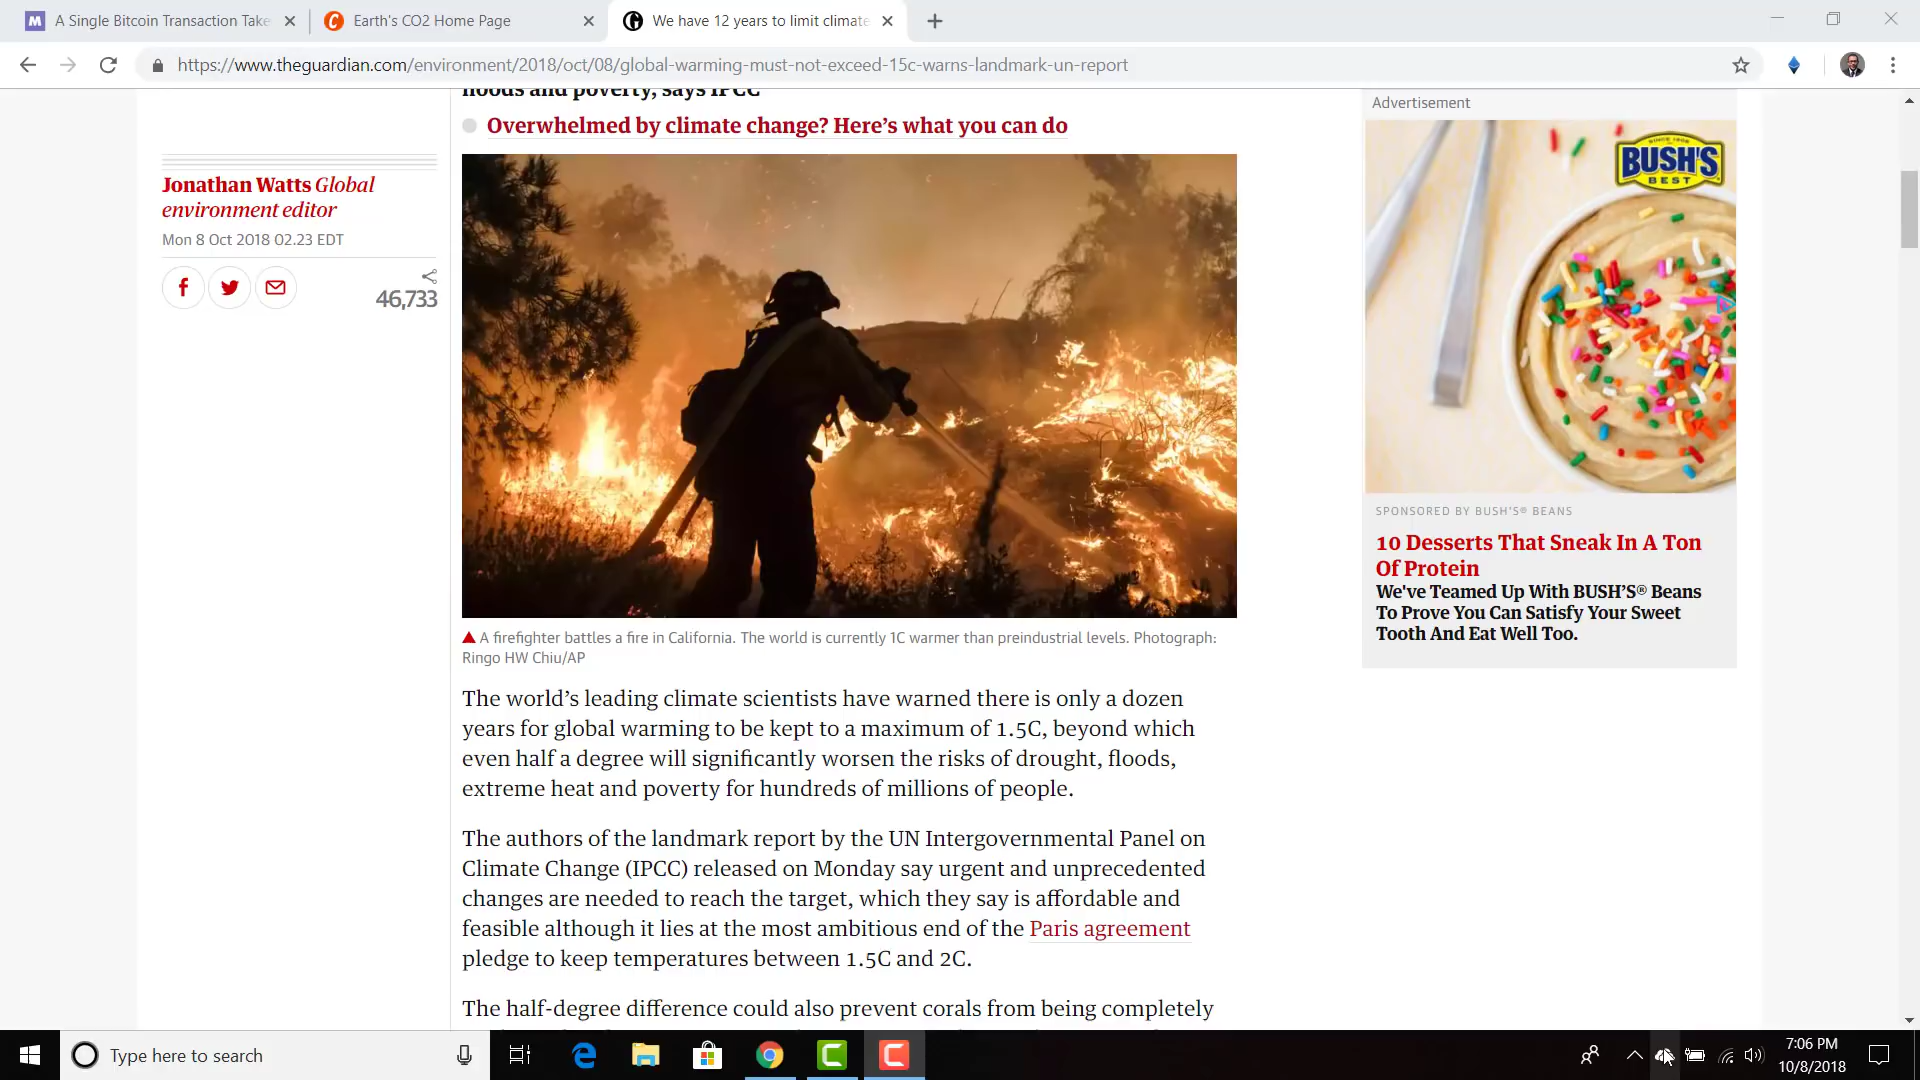 A Single Bitcoin Transaction Take
Earth's CO2 Home Page
We have 12 years to limit climate
https://www.theguardian.com/environment/2018/oct/08/global-warming-must-not-exceed-15c-warns-landmark-un-report
floods and poverty, says IPCC
Overwhelmed by climate change? Here's what you can do
Jonathan Watts Global
environment editor
Mon 8 Oct 2018 02.23 EDT
46,733
A firefighter battles a fire in California. The world is currently 1C warmer than preindustrial levels. Photograph:
Ringo HW Chiu/AP
The world's leading climate scientists have warned there is only a dozen
years for global warming to be kept to a maximum of 1.5C, beyond which
even half a degree will significantly worsen the risks of drought, floods,
extreme heat and poverty for hundreds of millions of people.
The authors of the landmark report by the UN Intergovernmental Panel on
Climate Change (IPCC) released on Monday say urgent and unprecedented
changes are needed to reach the target, which they say is affordable and
feasible although it lies at the most ambitious end of the Paris agreement
pledge to keep temperatures between 1.5C and 2C.
The half-degree difference could also prevent corals from being completely
Advertisement
SINCE 1908
BUSH'S
BEST
SPONSORED BY BUSH'S® BEANS
10 Desserts That Sneak In A Ton
Of Protein
We've Teamed Up With BUSH'S® Beans
To Prove You Can Satisfy Your Sweet
Tooth And Eat Well Too.
Type here to search
7:06 PM
10/8/2018